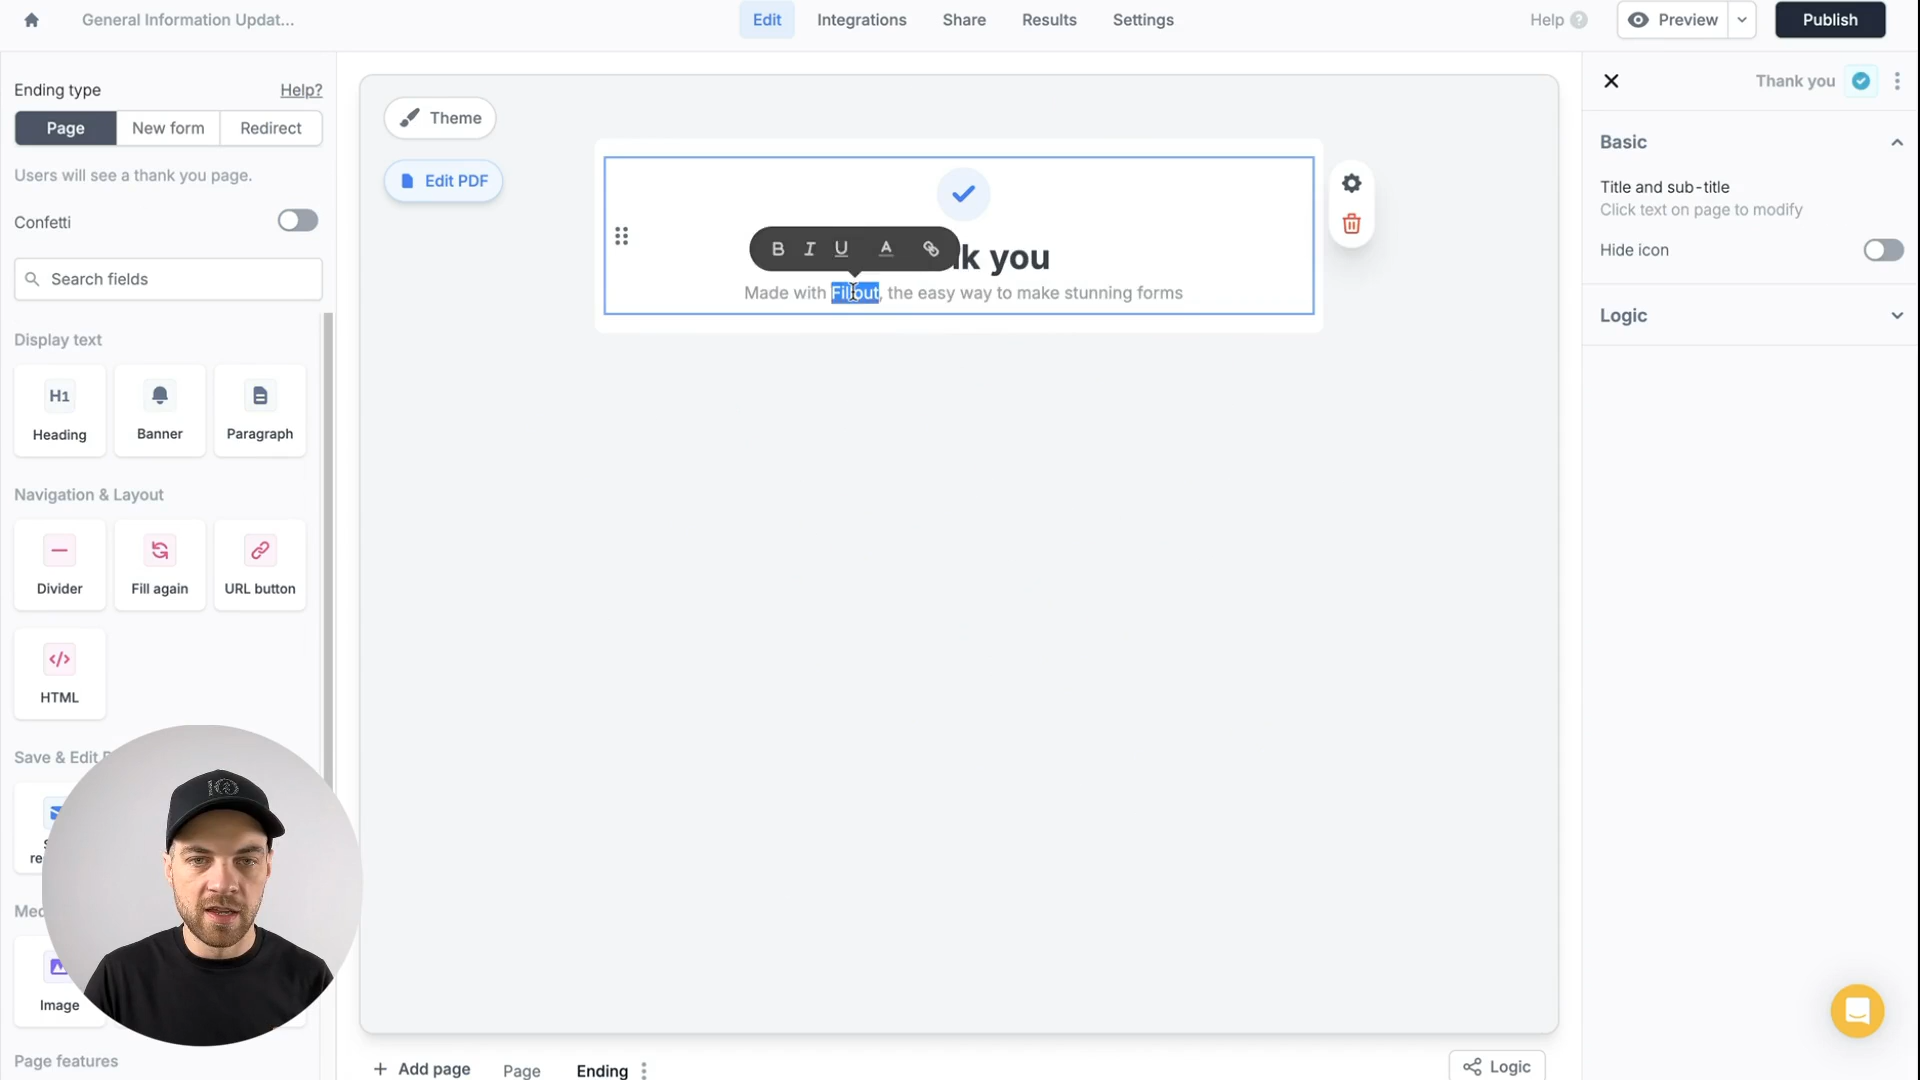 General Information Updat...
Edit
Integrations
Share
Results
Settings
Help
Preview
Publish
Ending type
Help?
Page
New form
Redirect
Users will see a thank you page.
Confetti
Search fields
Display text
H1
Heading
Banner
Paragraph
Navigation & Layout
Divider
Fill again
URL button
HTML
Save & Edit
Image
Page features
Theme
Edit PDF
B I U A
k you
Made with Fillout, the easy way to make stunning forms
Thank you
Basic
Title and sub-title
Click text on page to modify
Hide icon
Logic
+ Add page
Page
Ending
Logic